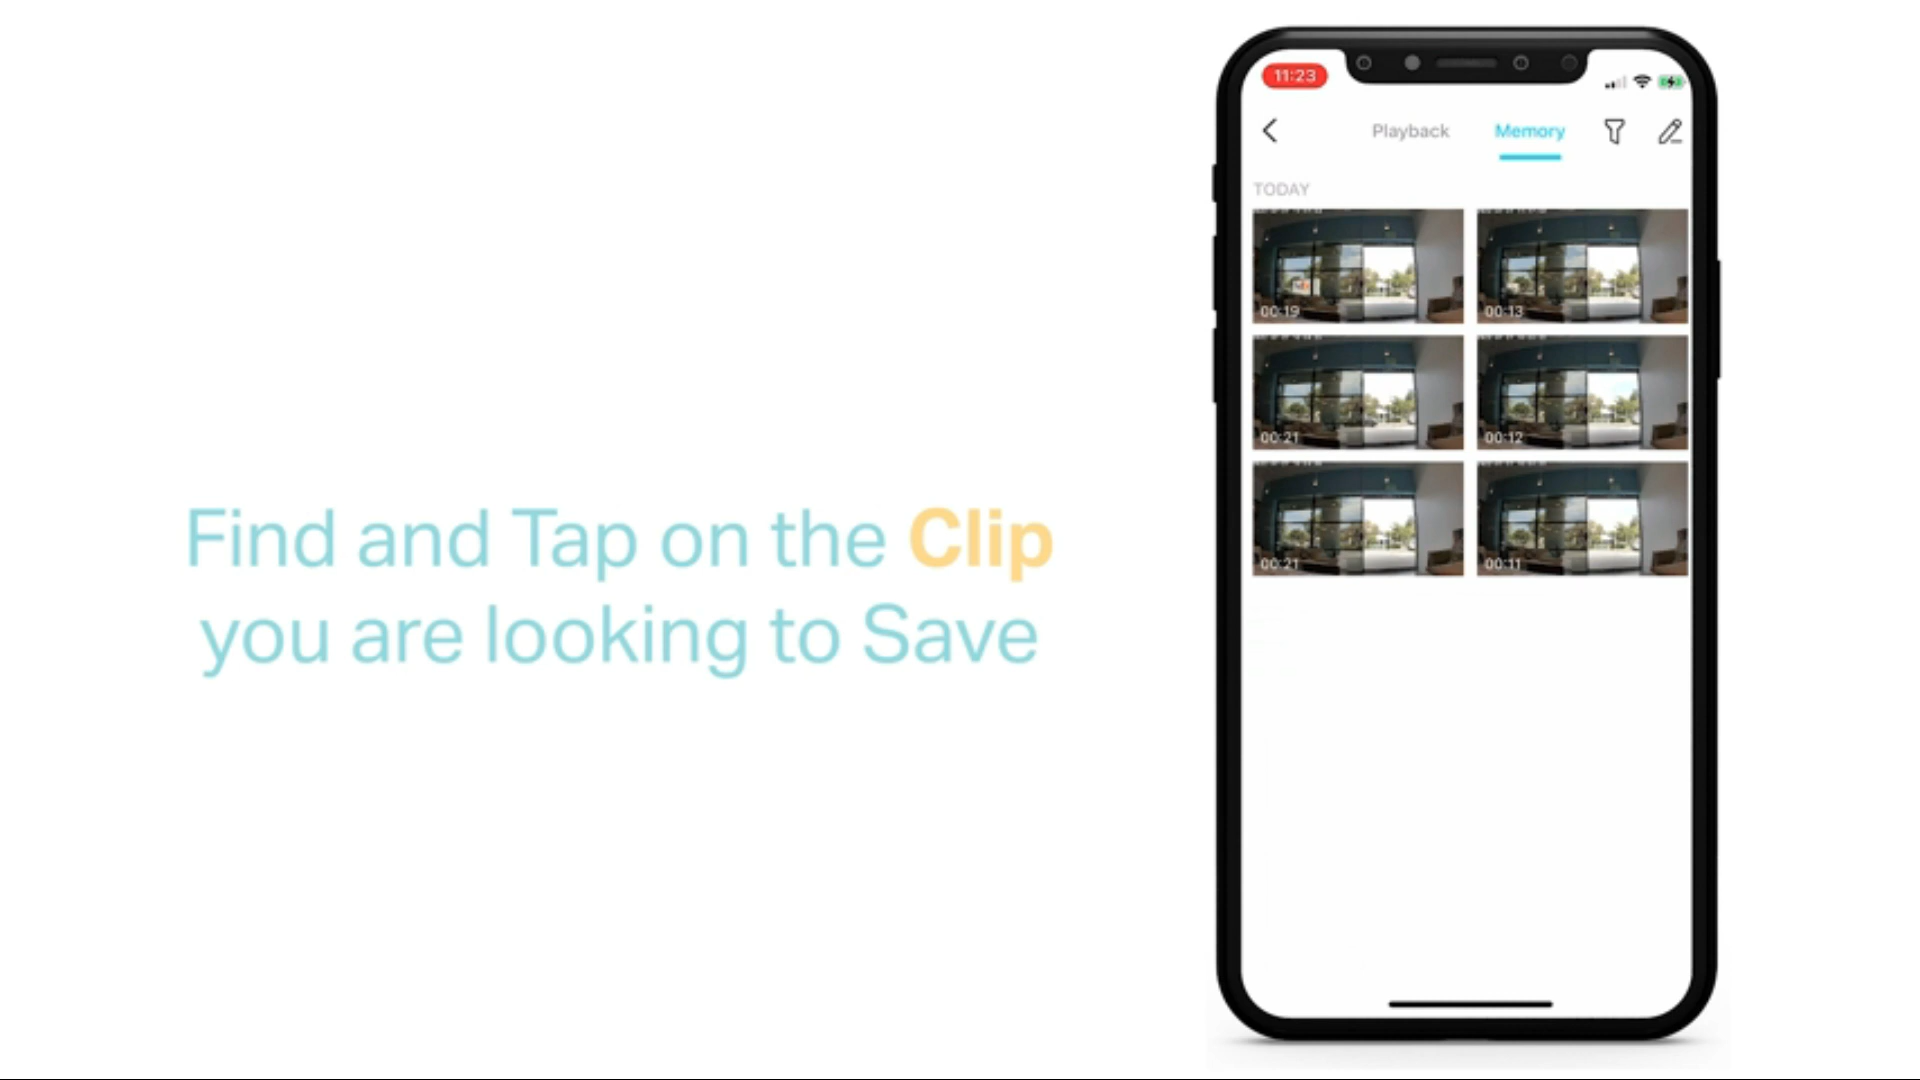 Find and Tap on the Clip
you are looking to Save
11:23
Playback Memory
TODAY
00:19 00:13
00:21 00:12
00:21 00:11